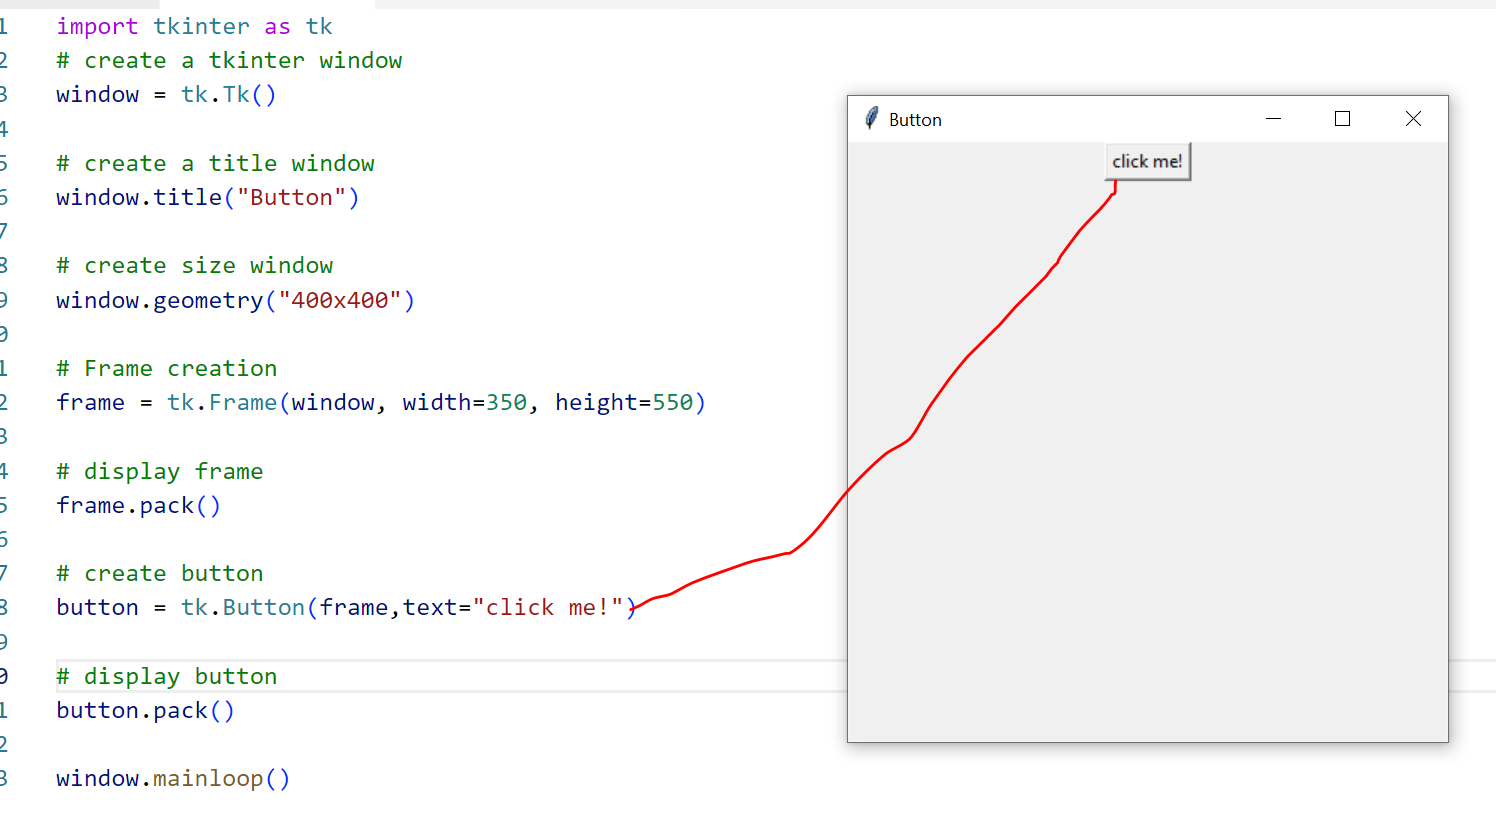 1 import tkinter as tk
2 # create a tkinter window
3 window = tk.Tk()
4
5 # create a title window
6 window.title("Button")
7
8 # create size window
9 window.geometry("400x400")
0
1 # Frame creation
2 frame = tk.Frame(window, width=350, height=550)
3
4 # display frame
5 frame.pack()
6
7 # create button
8 button = tk.Button(frame,text="click me!")
9
0 # display button
1 button.pack()
2
3 window.mainloop()
Button
click me!